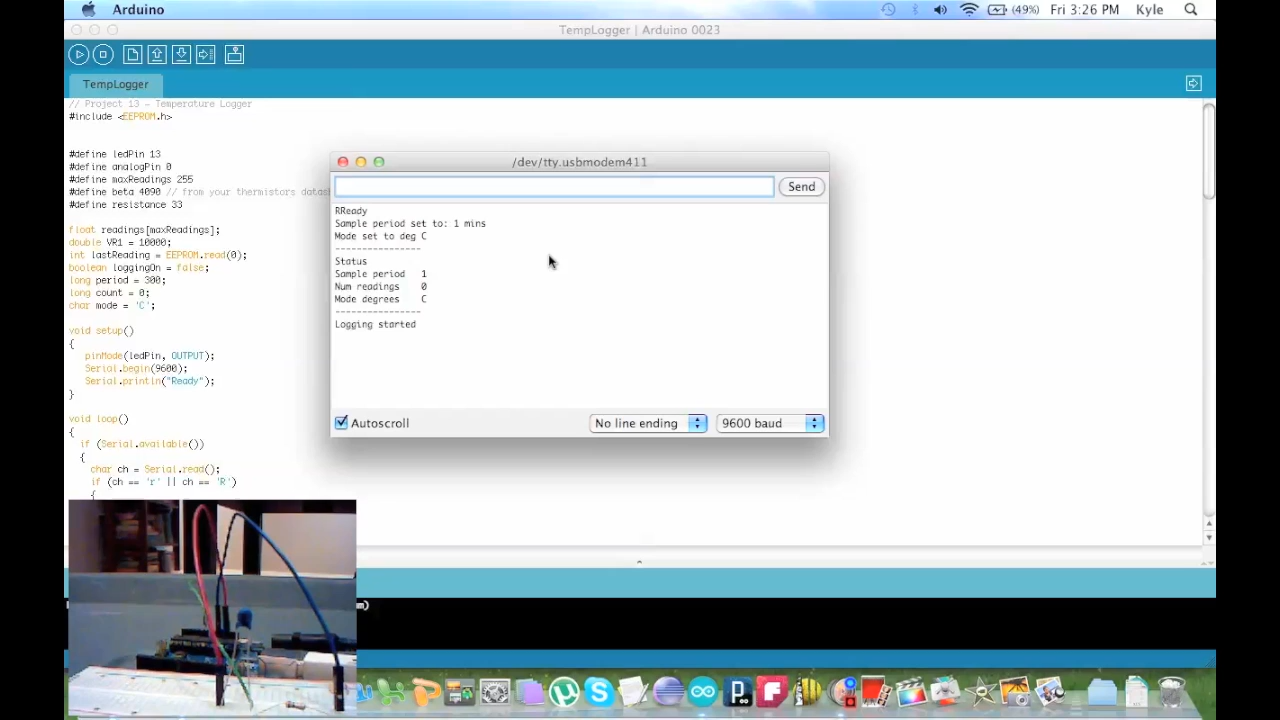 Arduino
(49%) Fri 3:26 PM Kyle
TempLogger | Arduino 0023
TempLogger
// Project 13 - Temperature Logger
#include <EEPROM.h>
#define ledPin 13
#define analogPin 0
#define maxReadings 255
#define beta 4090 // from your thermistors datas
#define resistance 33
float readings[maxReadings];
double VR1 = 10000;
int lastReading = EEPROM.read(0);
boolean loggingOn = false;
long period = 300;
long count = 0;
char mode = 'C';
void setup()
{
pinMode(ledPin, OUTPUT);
Serial.begin(9600);
Serial.println("Ready");
}
void loop()
{
if (Serial.available())
{
char ch = Serial.read();
if (ch == 'r' || ch == 'R')
{
/dev/tty.usbmodem411
Send
RReady
Sample period set to: 1 mins
Mode set to deg C
----------------
Status
Sample period 1
Num readings 0
Mode degrees C
----------------
Logging started
Autoscroll
No line ending
9600 baud